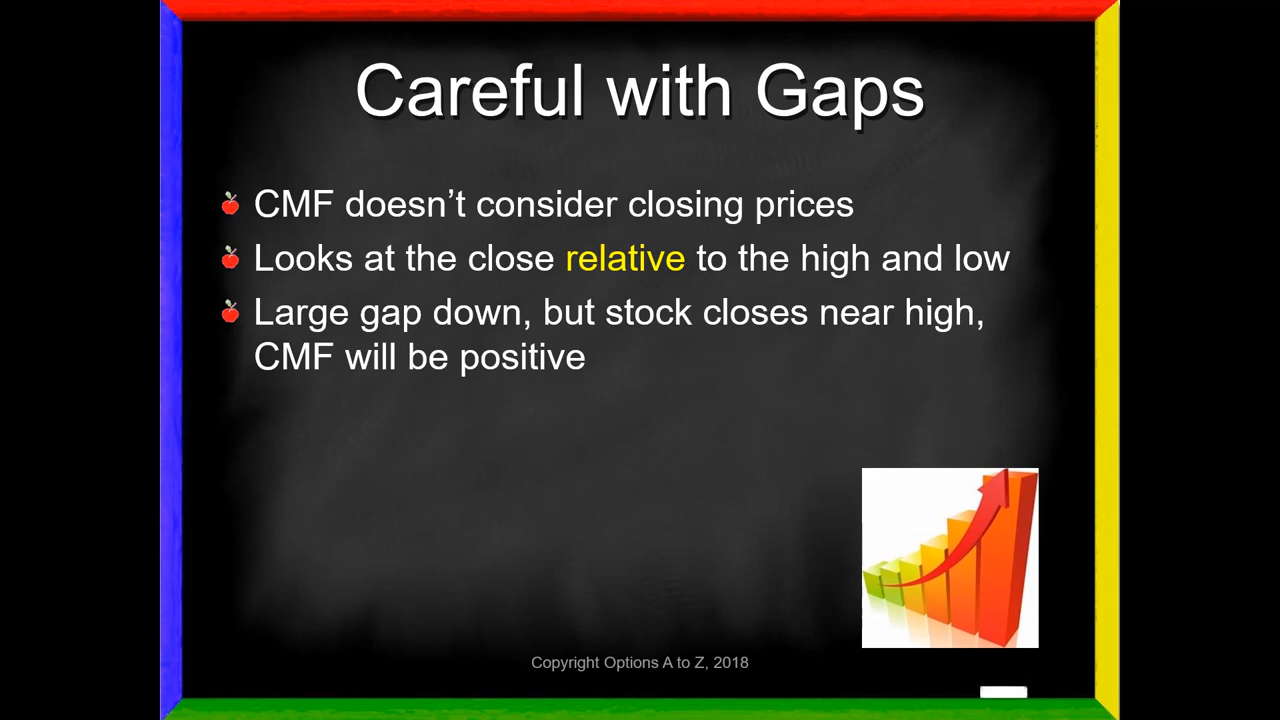 Careful with Gaps
CMF doesn’t consider closing prices
Looks at the close relative to the high and low
Large gap down, but stock closes near high,
CMF will be positive
Copyright Options A to Z, 2018